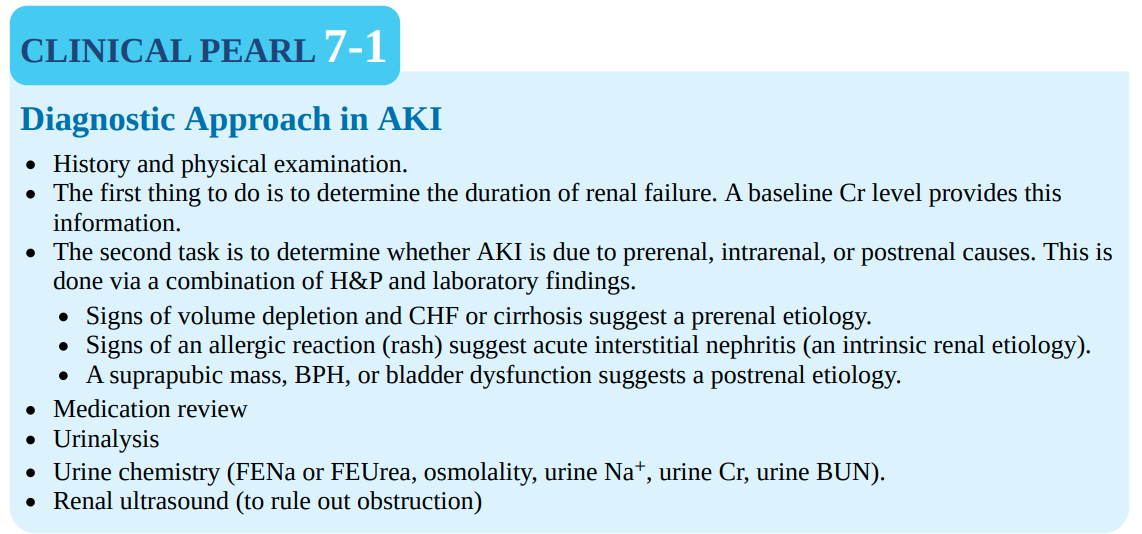 CLINICAL PEARL 7-1
Diagnostic Approach in AKI
• History and physical examination.
• The first thing to do is to determine the duration of renal failure. A baseline Cr level provides this
information.
• The second task is to determine whether AKI is due to prerenal, intrarenal, or postrenal causes. This is
done via a combination of H&P and laboratory findings.
• Signs of volume depletion and CHF or cirrhosis suggest a prerenal etiology.
• Signs of an allergic reaction (rash) suggest acute interstitial nephritis (an intrinsic renal etiology).
• A suprapubic mass, BPH, or bladder dysfunction suggests a postrenal etiology.
• Medication review
• Urinalysis
• Urine chemistry (FENa or FEUrea, osmolality, urine Na⁺, urine Cr, urine BUN).
• Renal ultrasound (to rule out obstruction)